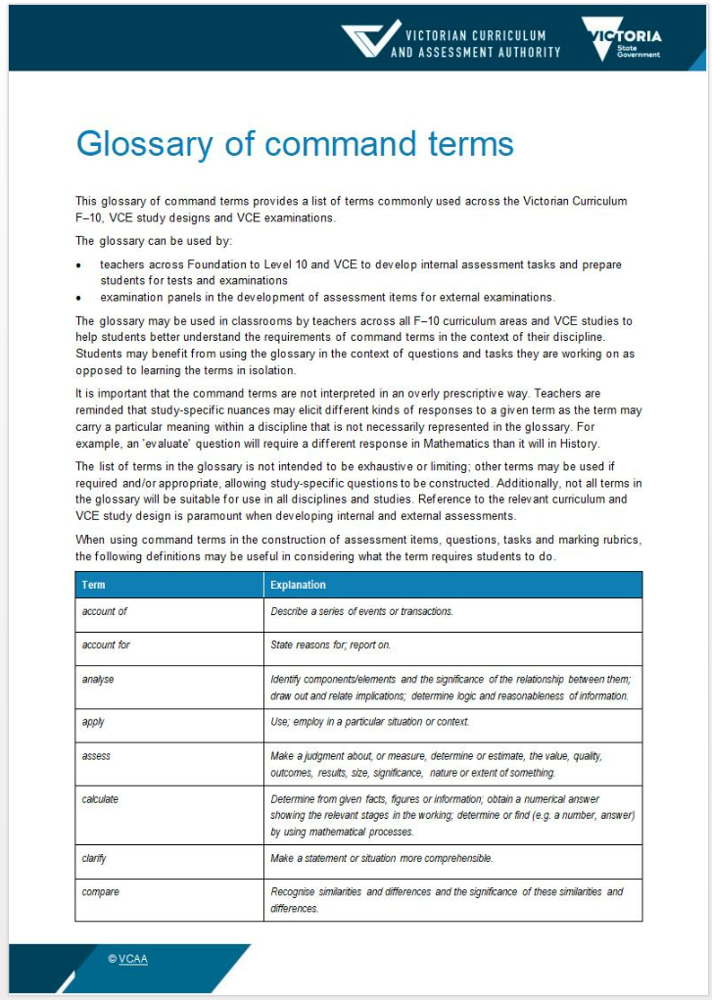 VICTORIAN CURRICULUM
AND ASSESSMENT AUTHORITY
VICTORIA
State
Government
Glossary of command terms
This glossary of command terms provides a list of terms commonly used across the Victorian Curriculum
F–10, VCE study designs and VCE examinations.
The glossary can be used by:
• teachers across Foundation to Level 10 and VCE to develop internal assessment tasks and prepare
students for tests and examinations
• examination panels in the development of assessment items for external examinations.
The glossary may be used in classrooms by teachers across all F–10 curriculum areas and VCE studies to
help students better understand the requirements of command terms in the context of their discipline.
Students may benefit from using the glossary in the context of questions and tasks they are working on as
opposed to learning the terms in isolation.
It is important that the command terms are not interpreted in an overly prescriptive way. Teachers are
reminded that study-specific nuances may elicit different kinds of responses to a given term as the term may
carry a particular meaning within a discipline that is not necessarily represented in the glossary. For
example, an 'evaluate' question will require a different response in Mathematics than it will in History.
The list of terms in the glossary is not intended to be exhaustive or limiting; other terms may be used if
required and/or appropriate, allowing study-specific questions to be constructed. Additionally, not all terms in
the glossary will be suitable for use in all disciplines and studies. Reference to the relevant curriculum and
VCE study design is paramount when developing internal and external assessments.
When using command terms in the construction of assessment items, questions, tasks and marking rubrics,
the following definitions may be useful in considering what the term requires students to do.
Term Explanation
account of Describe a series of events or transactions.
account for State reasons for; report on.
analyse Identify components/elements and the significance of the relationship between them;
draw out and relate implications; determine logic and reasonableness of information.
apply Use; employ in a particular situation or context.
assess Make a judgment about, or measure, determine or estimate, the value, quality,
outcomes, results, size, significance, nature or extent of something.
calculate Determine from given facts, figures or information; obtain a numerical answer
showing the relevant stages in the working; determine or find (e.g. a number, answer)
by using mathematical processes.
clarify Make a statement or situation more comprehensible.
compare Recognise similarities and differences and the significance of these similarities and
differences.
© VCAA